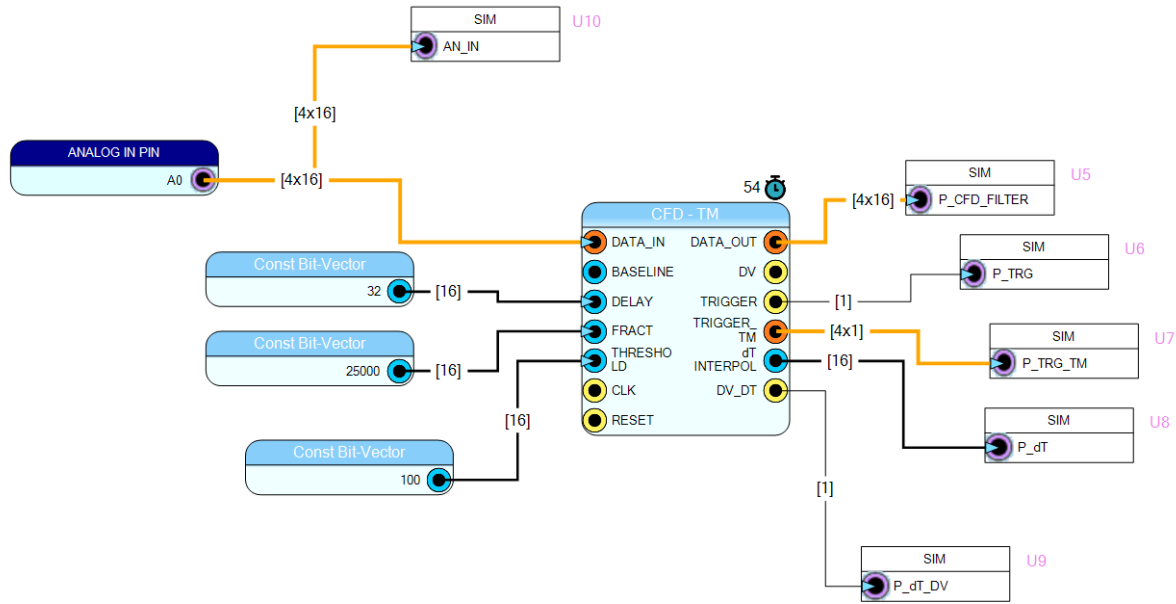 SIM
U10
AN_IN
[4x16]
ANALOG IN PIN
A0
[4x16]
54
SIM
U5
[4x16]
P_CFD_FILTER
CFD - TM
DATA_IN
DATA_OUT
BASELINE
DV
DELAY
TRIGGER
FRACT
TRIGGER_
TM
THRESHO
LD
dT
INTERPOL
CLK
DV_DT
RESET
Const Bit-Vector
32
[16]
Const Bit-Vector
25000
[16]
Const Bit-Vector
100
[16]
SIM
U6
P_TRG
[1]
SIM
U7
[4x1]
P_TRG_TM
[16]
SIM
U8
P_dT
[1]
SIM
U9
P_dT_DV